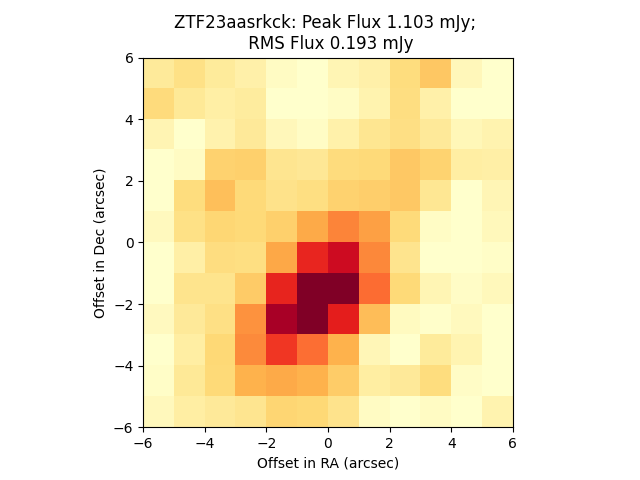 ZTF23aasrkck: Peak Flux 1.103 mJy;
RMS Flux 0.193 mJy
6
4
2
0
−2
−4
−6
Offset in Dec (arcsec)
−6 −4 −2 0 2 4 6
Offset in RA (arcsec)